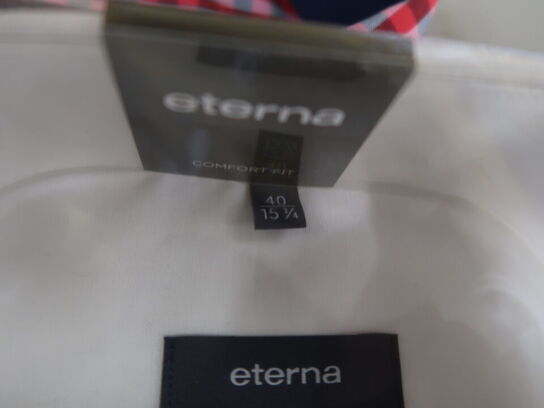 eterna
COMFORT FIT
40
15 ¾
eterna